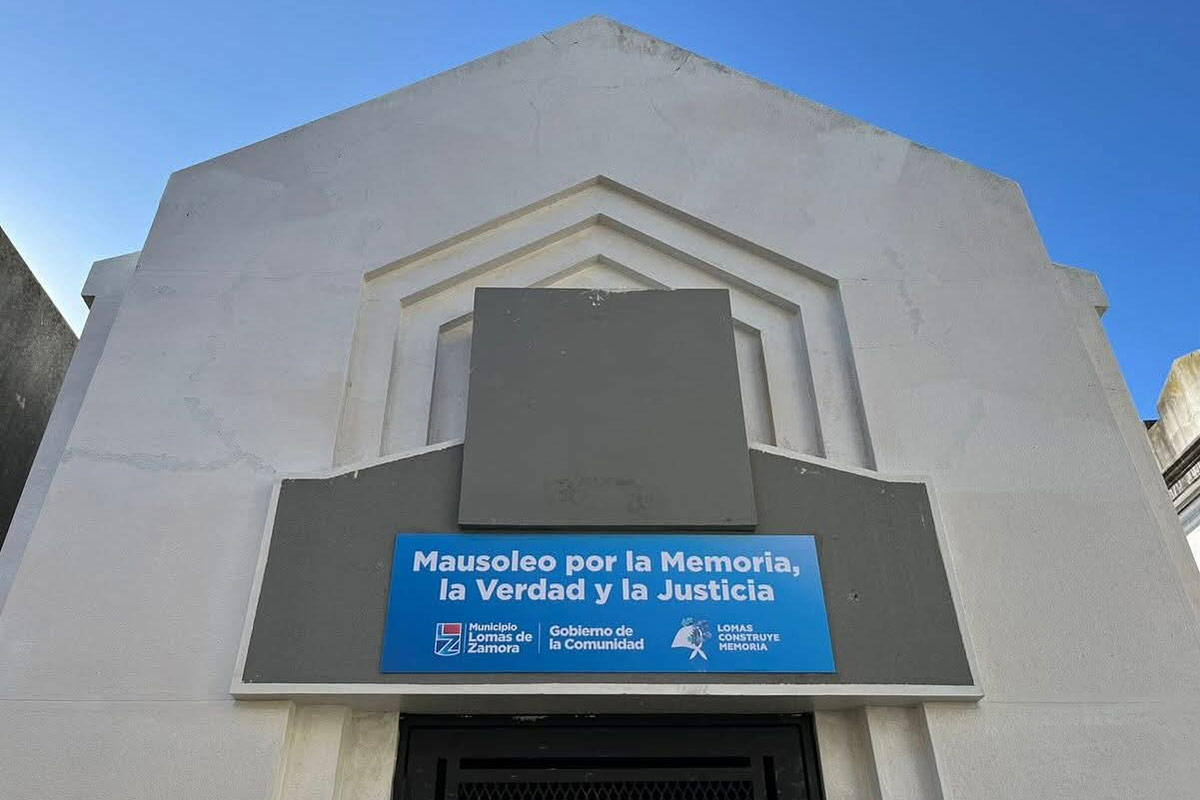 Mausoleo por la Memoria,
la Verdad y la Justicia
Municipio
Lomas de
Zamora
Gobierno de
la Comunidad
LOMAS
CONSTRUYE
MEMORIA